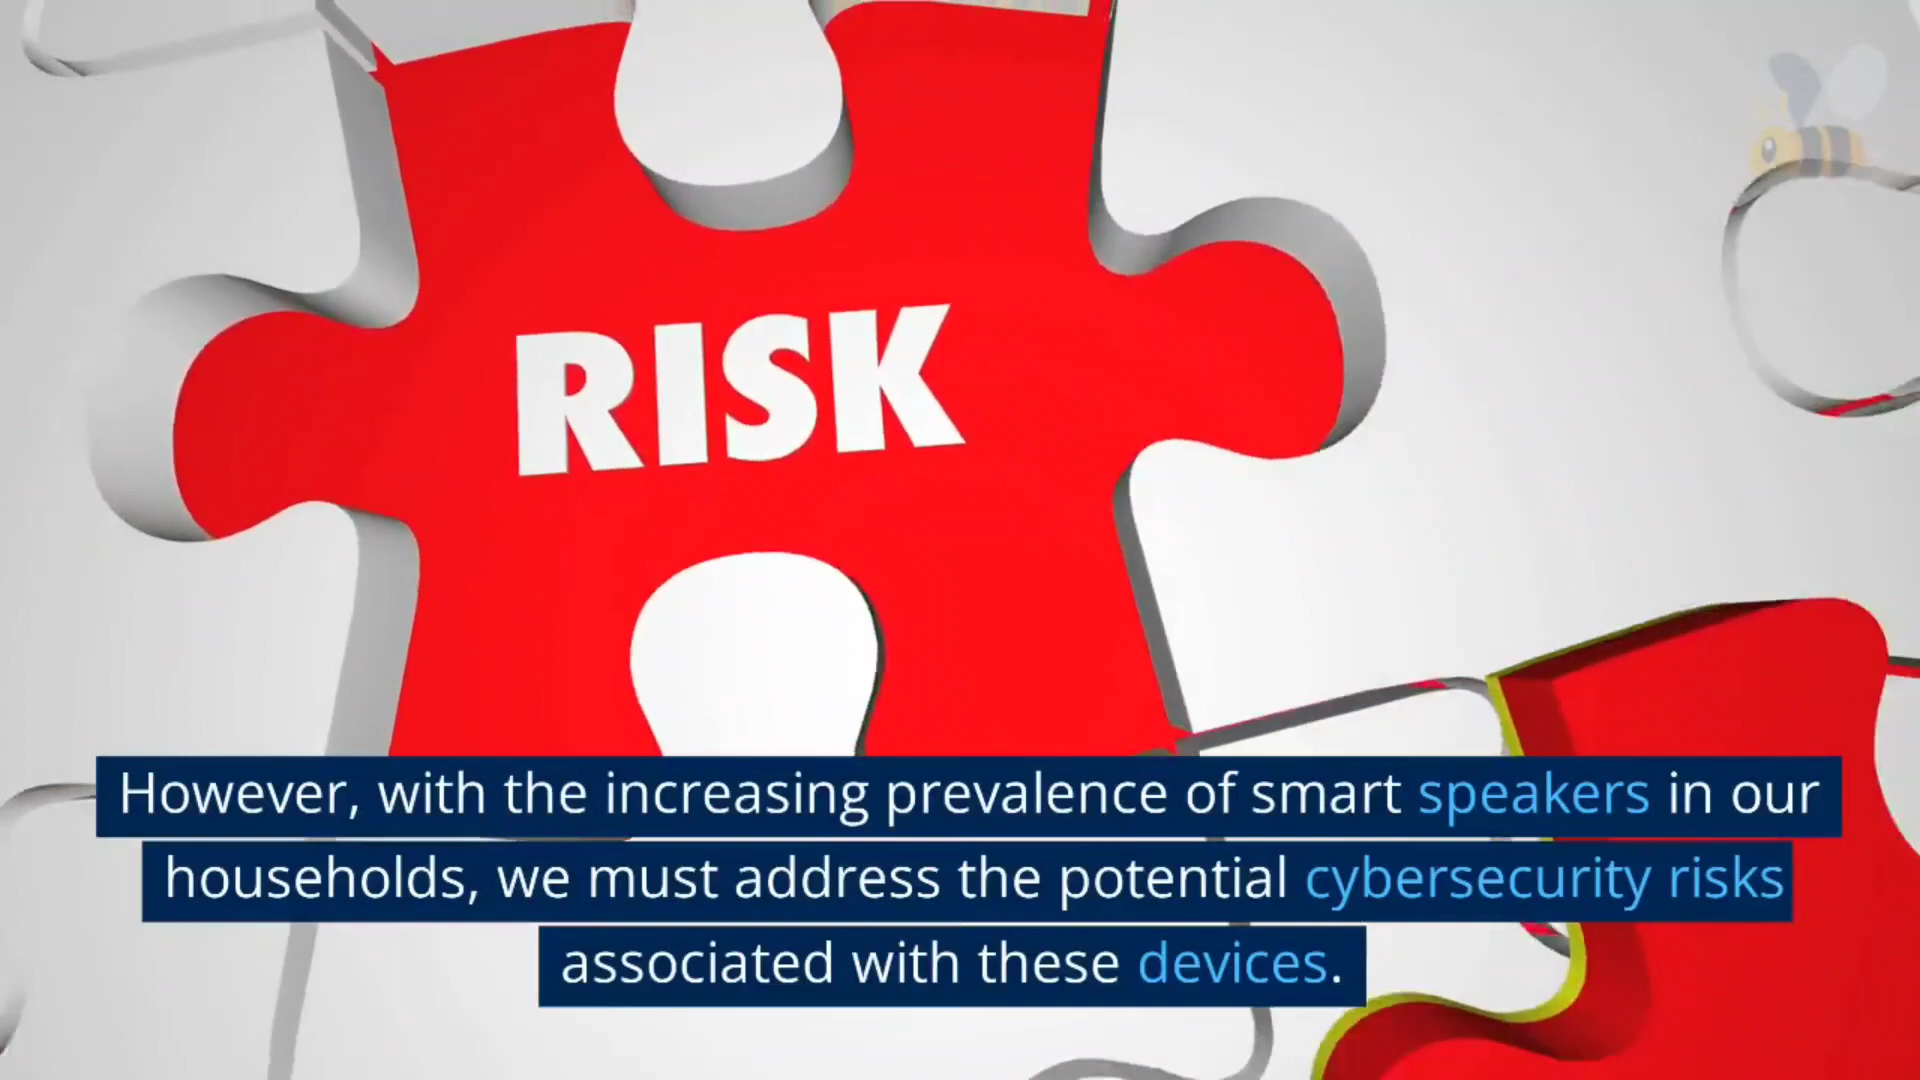 RISK
However, with the increasing prevalence of smart speakers in our
households, we must address the potential cybersecurity risks
associated with these devices.